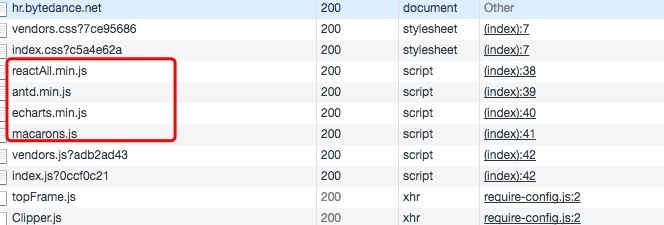 hr.bytedance.net 200 document Other
vendors.css?7ce95686 200 stylesheet (index):7
index.css?c5a4e62a 200 stylesheet (index):7
reactAll.min.js 200 script (index):38
antd.min.js 200 script (index):39
echarts.min.js 200 script (index):40
macarons.js 200 script (index):41
vendors.js?adb2ad43 200 script (index):42
index.js?0ccf0c21 200 script (index):42
topFrame.js 200 xhr require-config.js:2
Clipper.js 200 xhr require-config.js:2